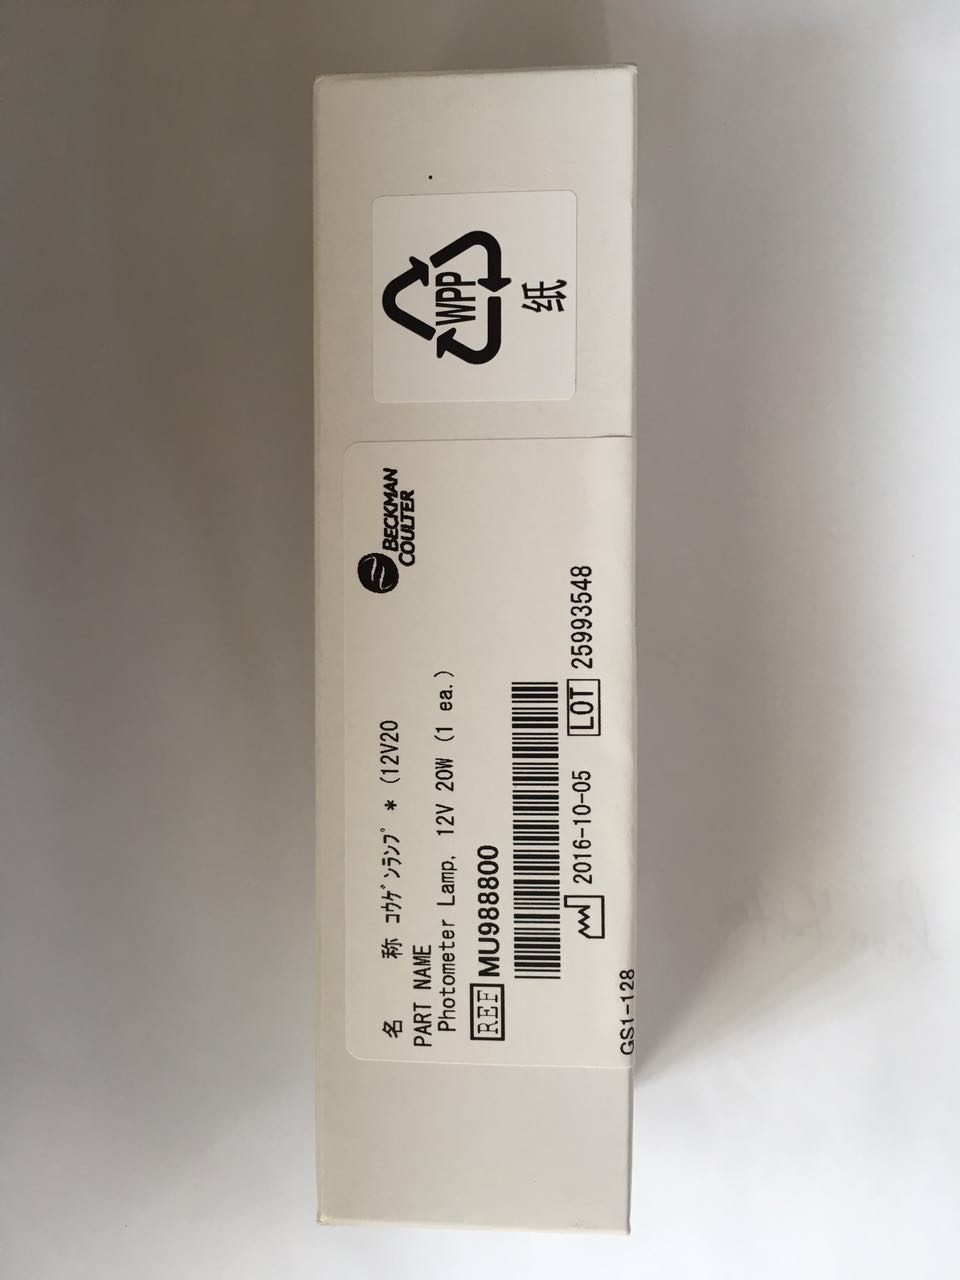 名　　称 コウゲンランプ * (12V20
PART NAME
Photometer Lamp, 12V 20W (1 ea.)
REF MU988800
2016-10-05 LOT 25993548
GS1-128
BECKMAN
COULTER
WPP
纸